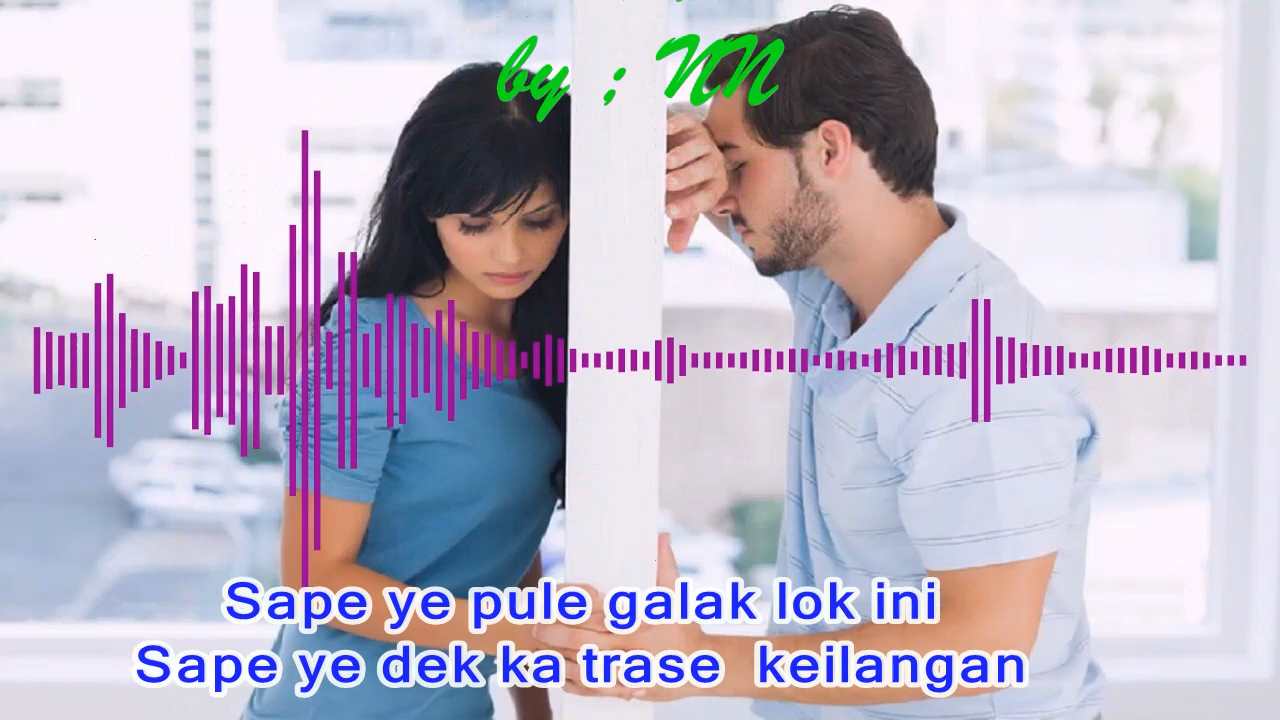 by ; NN
Sape ye pule galak lok ini
Sape ye dek ka trase keilangan